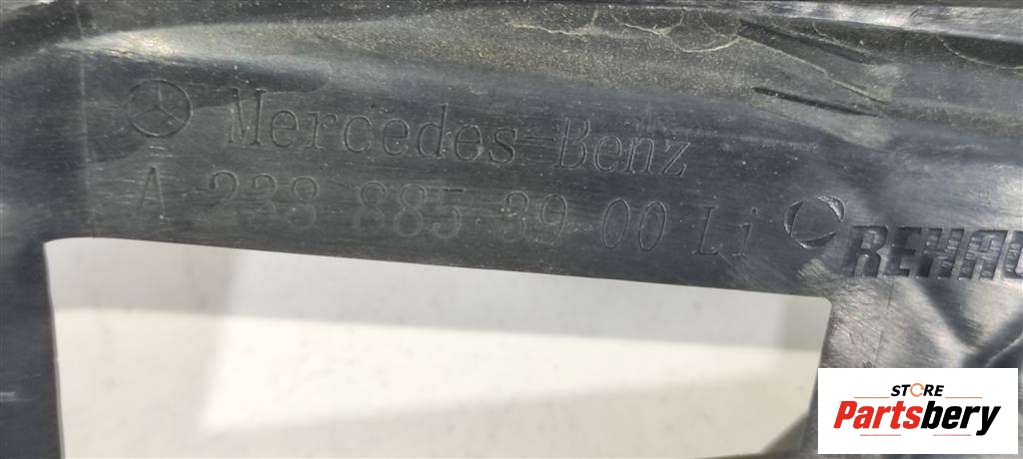 Mercedes-Benz
A 238 885 39 00 Li
REHAU
STORE
Partsbery